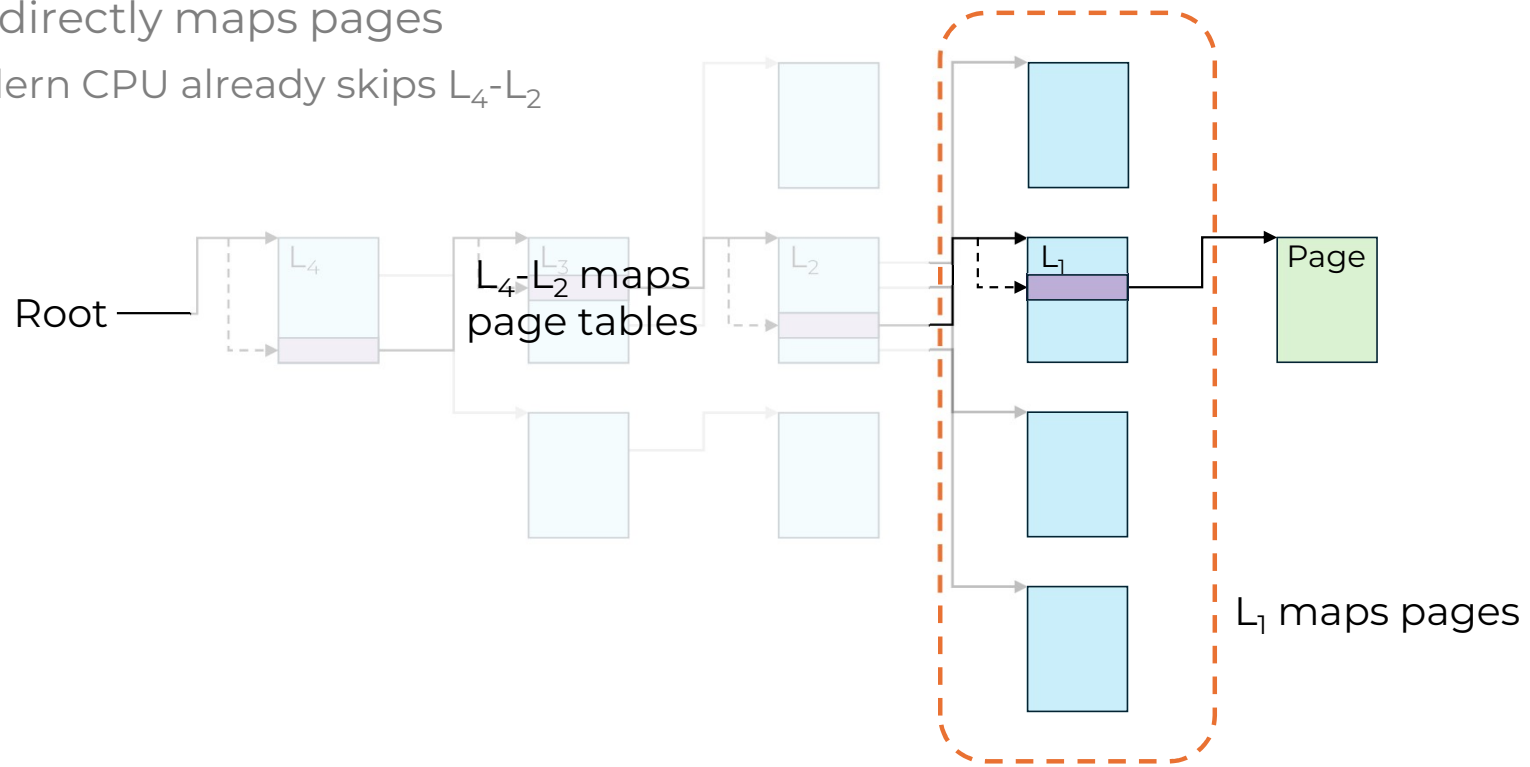 directly maps pages
ern CPU already skips L₄-L₂
L₄
L₃
L₂
L₁
Page
L₄-L₂ maps
page tables
Root
L₁ maps pages